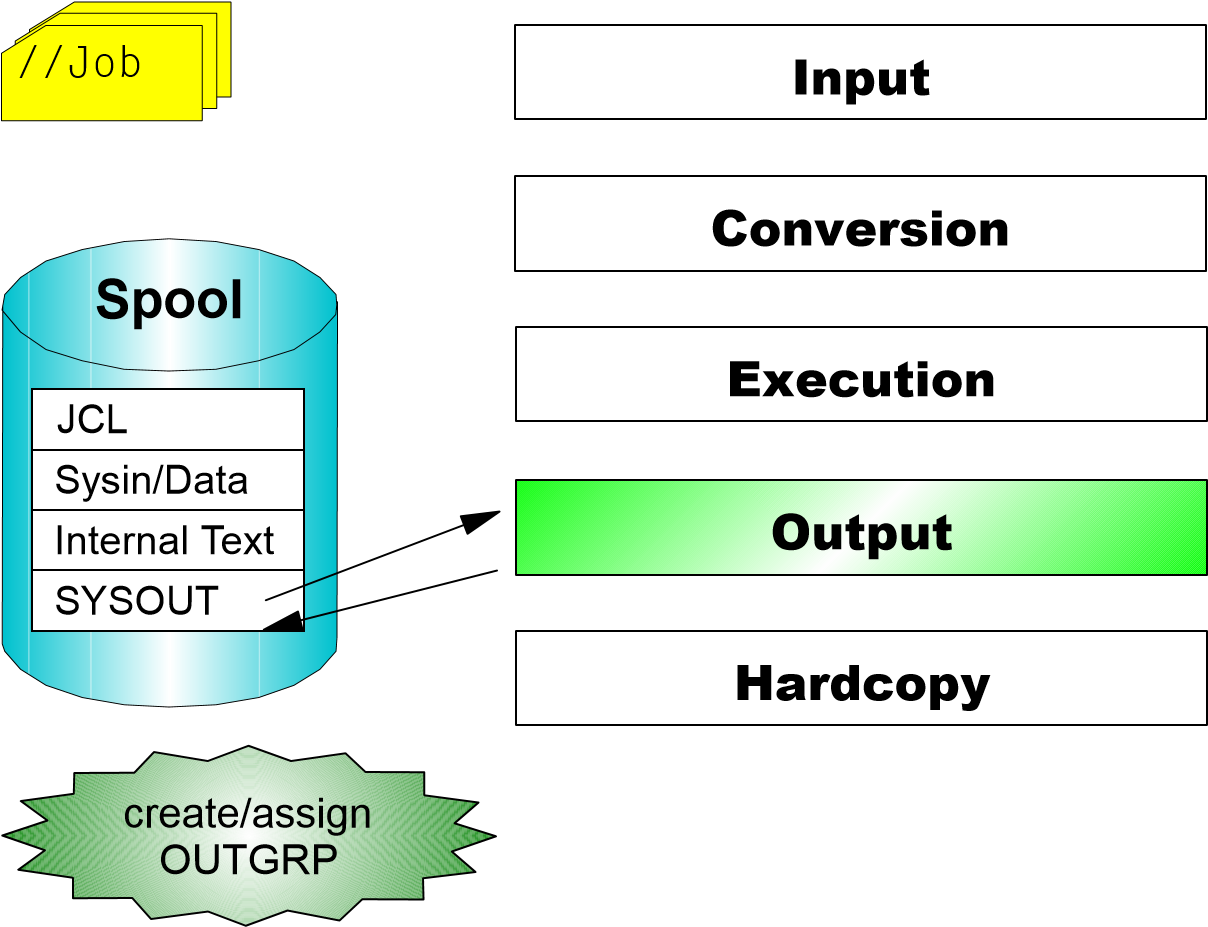 //Job
Input
Conversion
Spool
Execution
JCL
Sysin/Data
Internal Text
SYSOUT
Output
Hardcopy
create/assign
OUTGRP